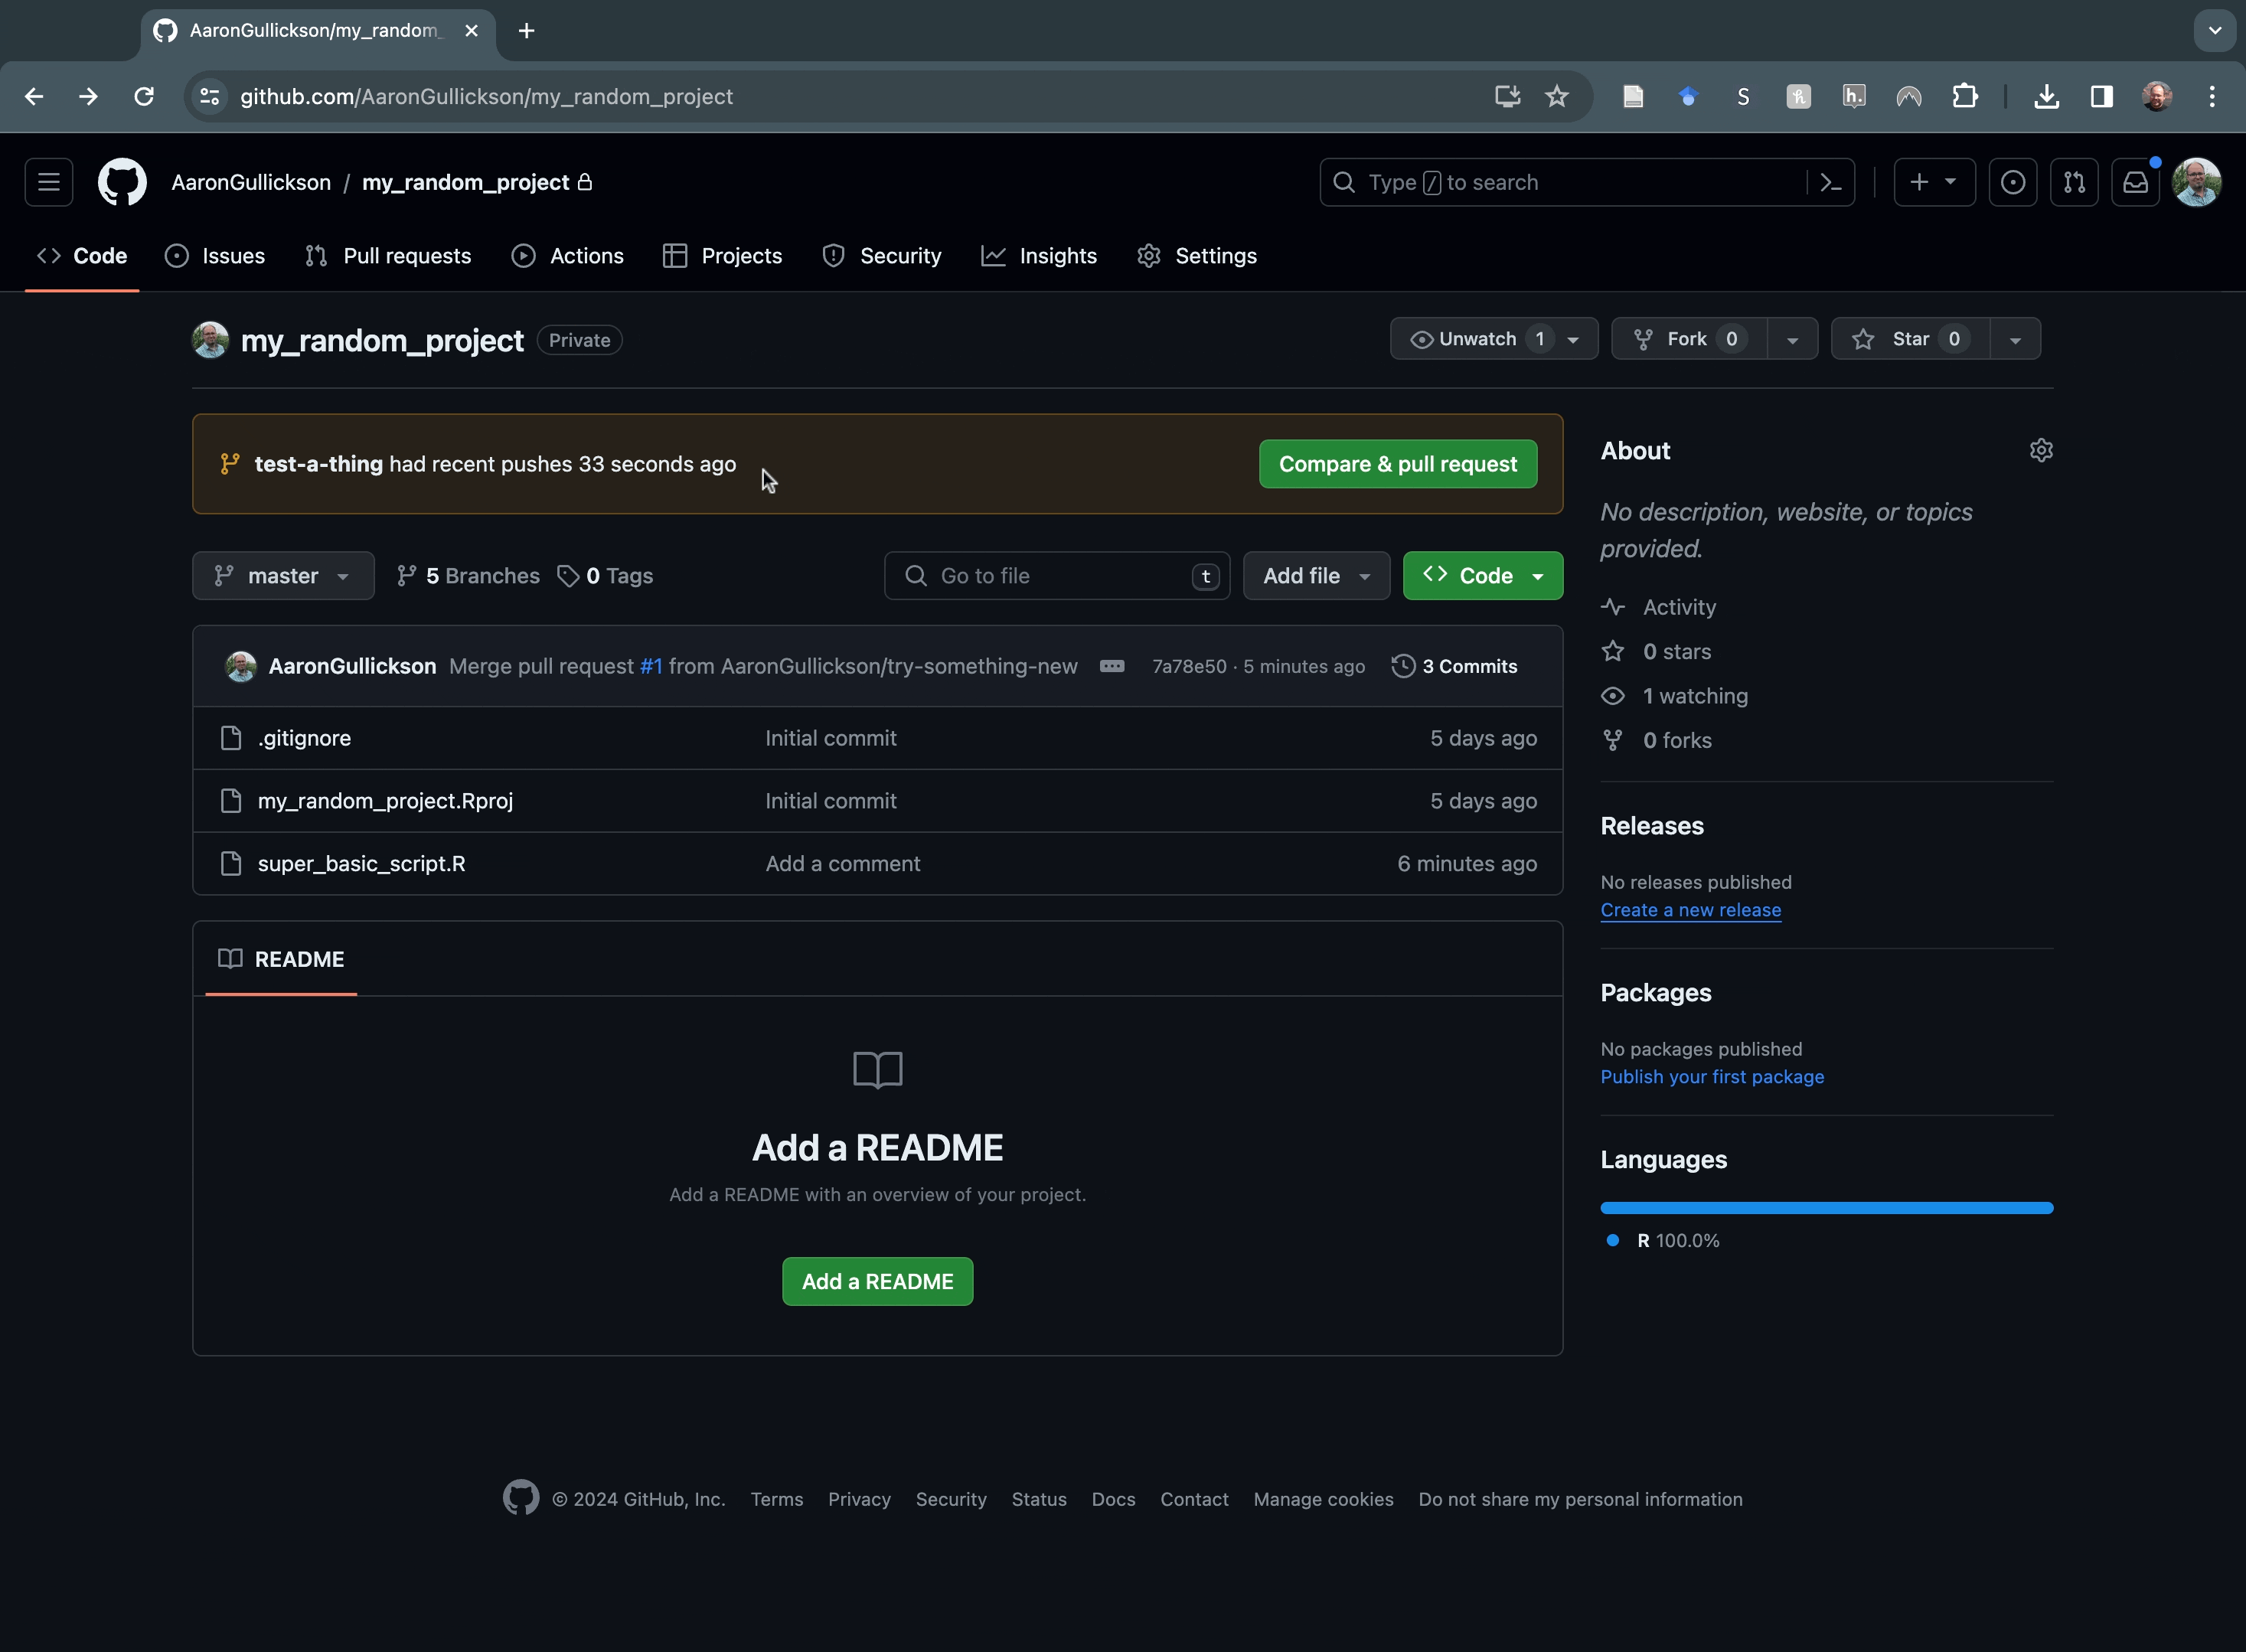 AaronGullickson/my_random_
github.com/AaronGullickson/my_random_project
S
h
h.
AaronGullickson / my_random_project
Type / to search
Code Issues Pull requests Actions Projects Security Insights Settings
my_random_project Private
Unwatch 1 Fork 0 Star 0
test-a-thing had recent pushes 33 seconds ago
Compare & pull request
master 5 Branches 0 Tags
Go to file t Add file Code
AaronGullickson Merge pull request #1 from AaronGullickson/try-something-new 7a78e50 · 5 minutes ago 3 Commits
.gitignore Initial commit 5 days ago
my_random_project.Rproj Initial commit 5 days ago
super_basic_script.R Add a comment 6 minutes ago
README
Add a README
Add a README with an overview of your project.
Add a README
About
No description, website, or topics
provided.
Activity
0 stars
1 watching
0 forks
Releases
No releases published
Create a new release
Packages
No packages published
Publish your first package
Languages
R 100.0%
© 2024 GitHub, Inc. Terms Privacy Security Status Docs Contact Manage cookies Do not share my personal information